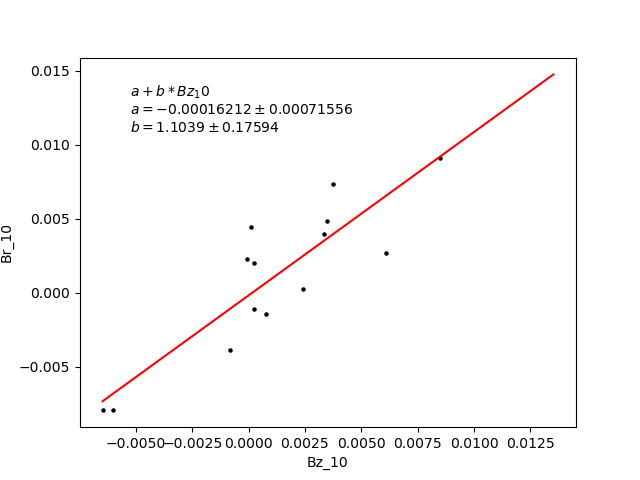 0.015
a + b * Bz₁0
a = −0.00016212 ± 0.00071556
b = 1.1039 ± 0.17594
0.010
0.005
0.000
−0.005
Br_10
−0.0050 −0.0025 0.0000 0.0025 0.0050 0.0075 0.0100 0.0125
Bz_10